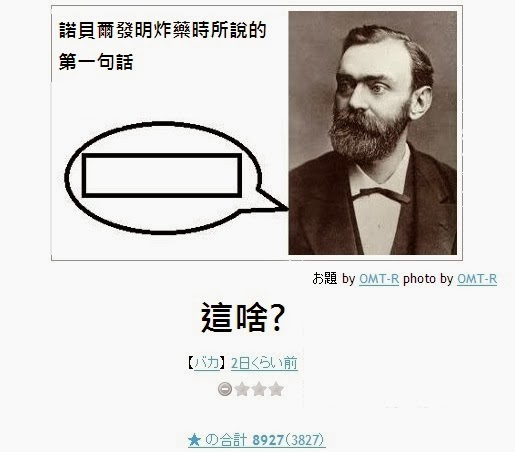 諾貝爾發明炸藥時所說的
第一句話
お題 by OMT-R photo by OMT-R
這啥?
【バカ】 2日くらい前
★ の合計 8927(3827)